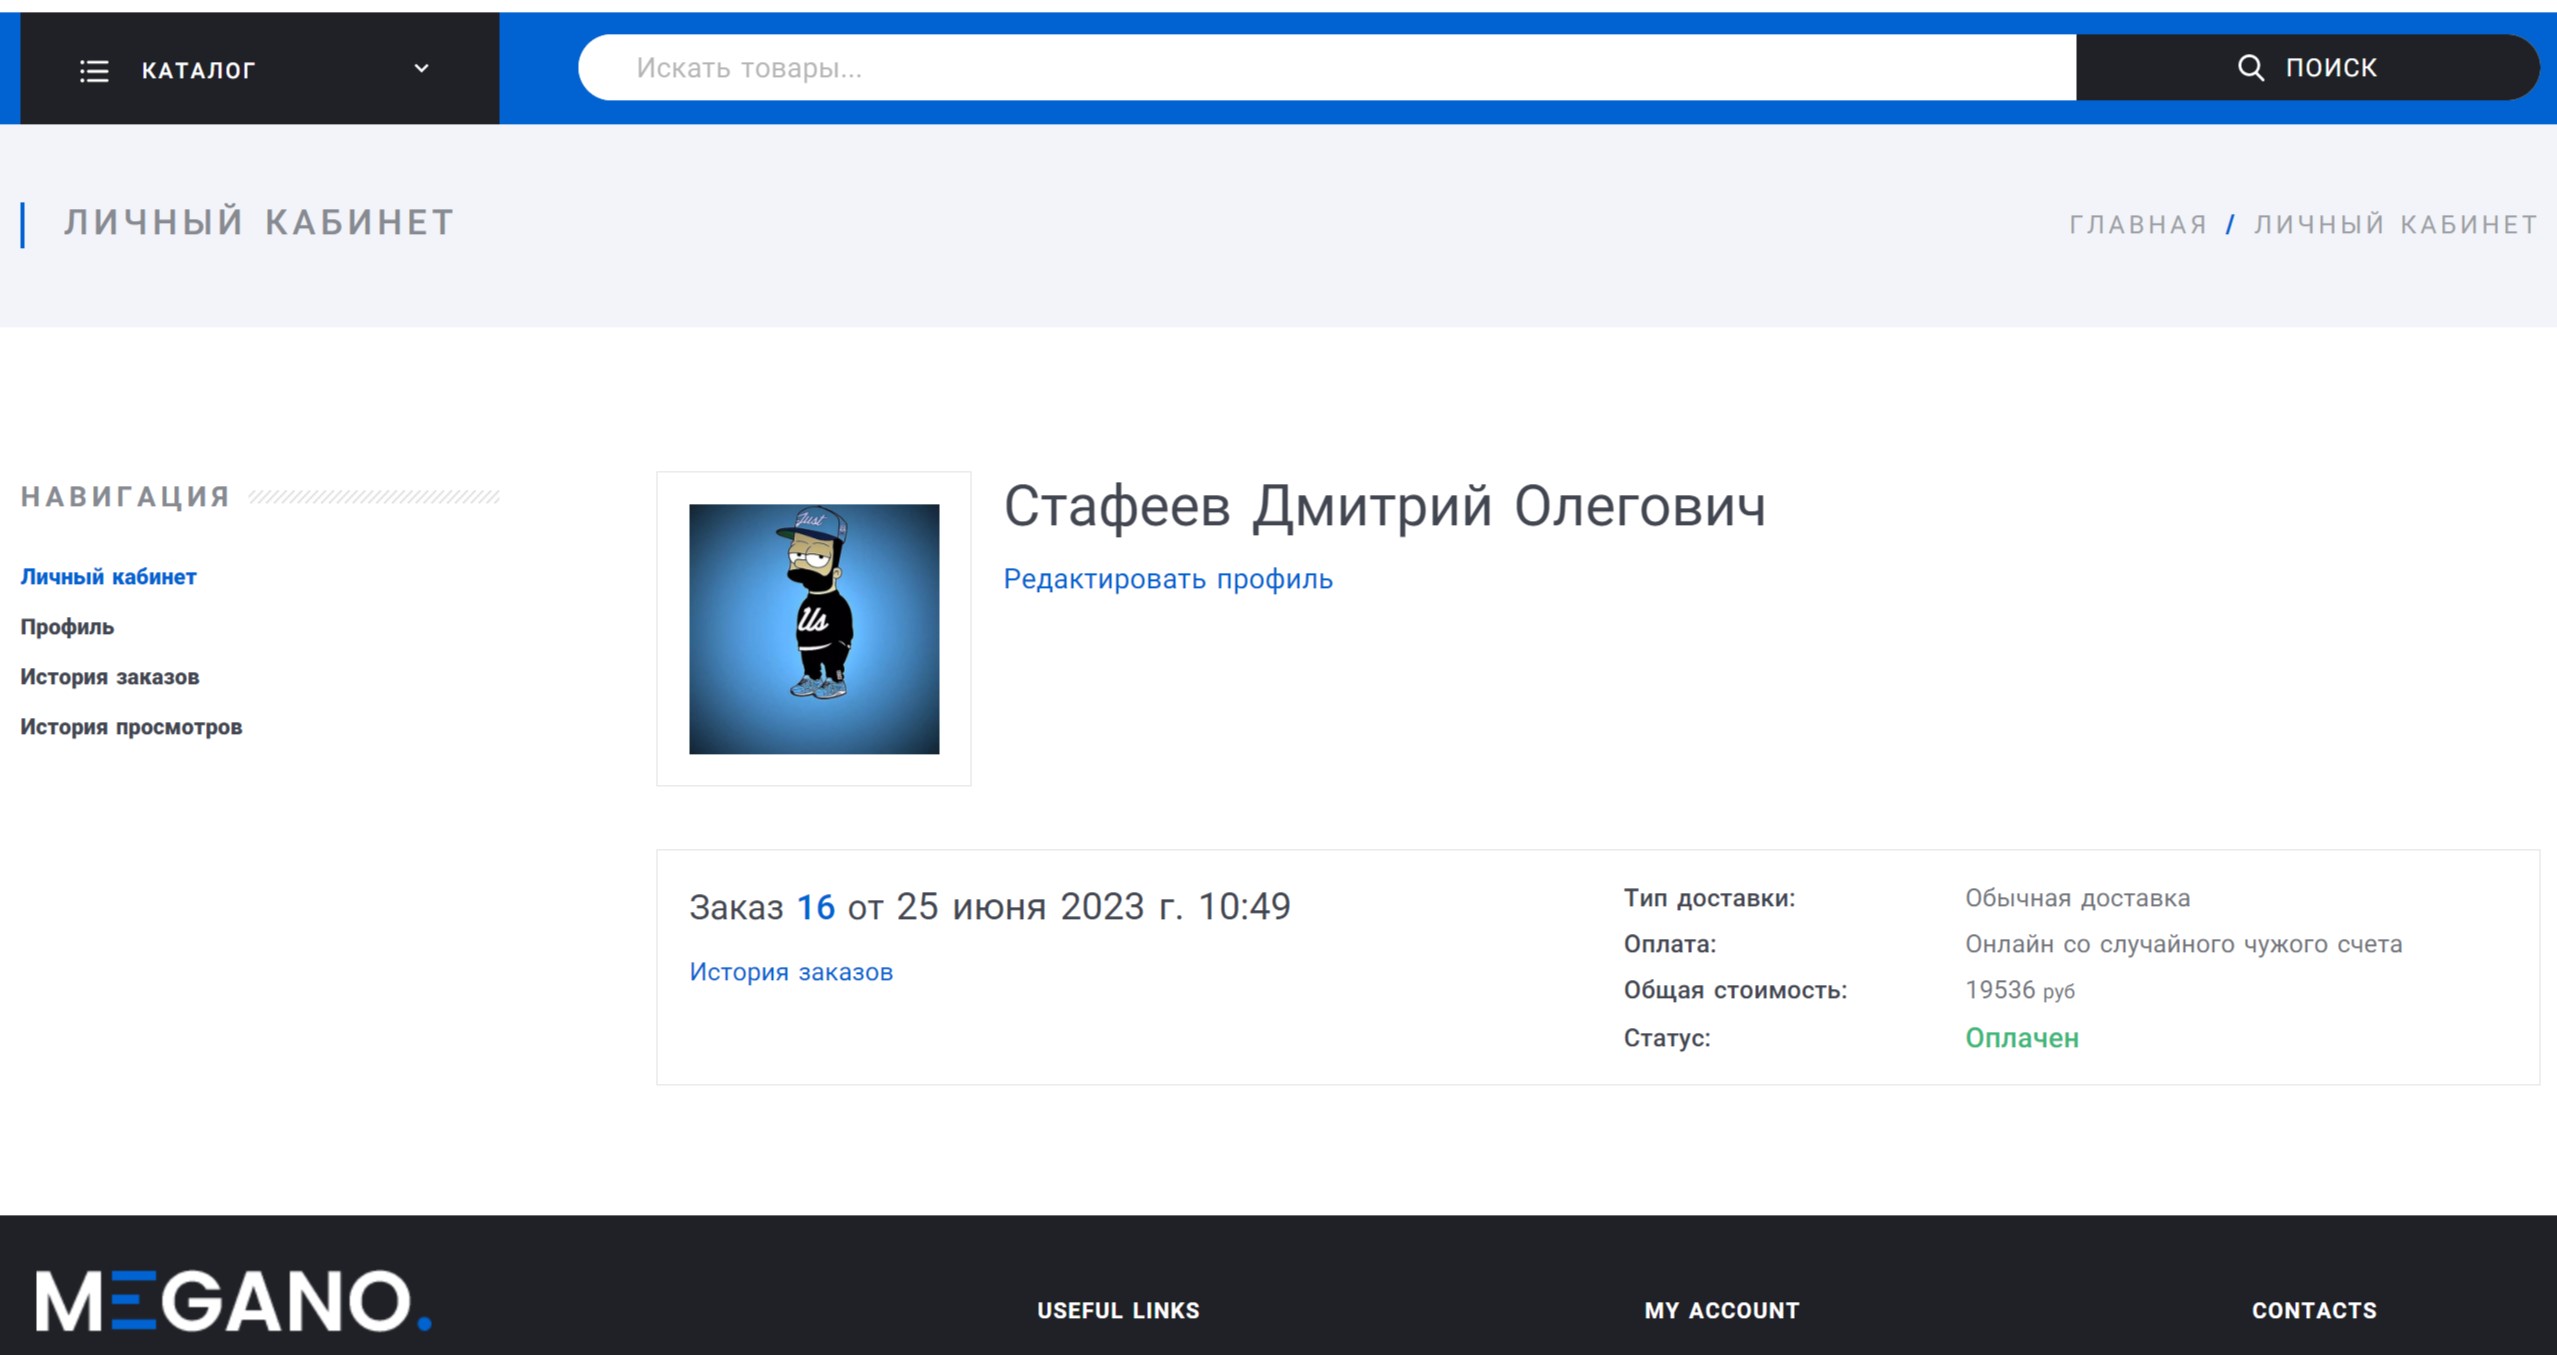 КАТАЛОГ
Искать товары...
ПОИСК
ЛИЧНЫЙ КАБИНЕТ
ГЛАВНАЯ / ЛИЧНЫЙ КАБИНЕТ
НАВИГАЦИЯ
Личный кабинет
Профиль
История заказов
История просмотров
Just
Us
Стафеев Дмитрий Олегович
Редактировать профиль
Заказ 16 от 25 июня 2023 г. 10:49
История заказов
Тип доставки: Обычная доставка
Оплата: Онлайн со случайного чужого счета
Общая стоимость: 19536 руб
Статус: Оплачен
MEGANO.
USEFUL LINKS
MY ACCOUNT
CONTACTS